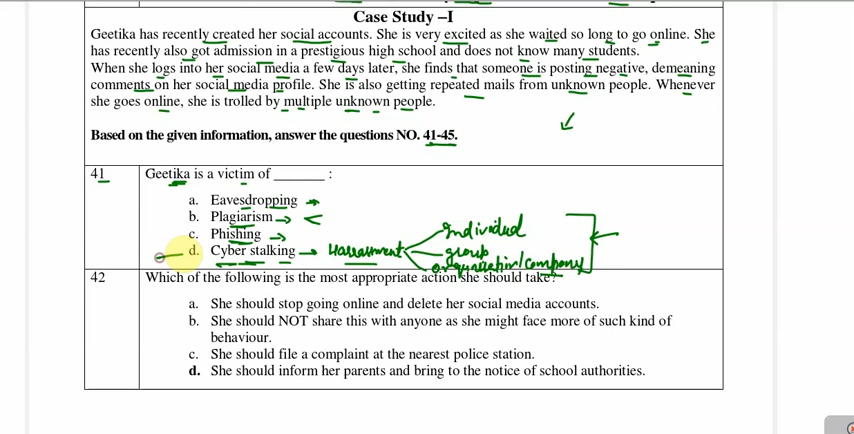 Case Study –I
Geetika has recently created her social accounts. She is very excited as she waited so long to go online. She
has recently also got admission in a prestigious high school and does not know many students.
When she logs into her social media a few days later, she finds that someone is posting negative, demeaning
comments on her social media profile. She is also getting repeated mails from unknown people. Whenever
she goes online, she is trolled by multiple unknown people.
Based on the given information, answer the questions NO. 41-45.
41 Geetika is a victim of _______ :
a. Eavesdropping
b. Plagiarism
c. Phishing
d. Cyber stalking
Harrasment
Individual
group
organisation/company
42 Which of the following is the most appropriate action she should take?
a. She should stop going online and delete her social media accounts.
b. She should NOT share this with anyone as she might face more of such kind of
behaviour.
c. She should file a complaint at the nearest police station.
d. She should inform her parents and bring to the notice of school authorities.